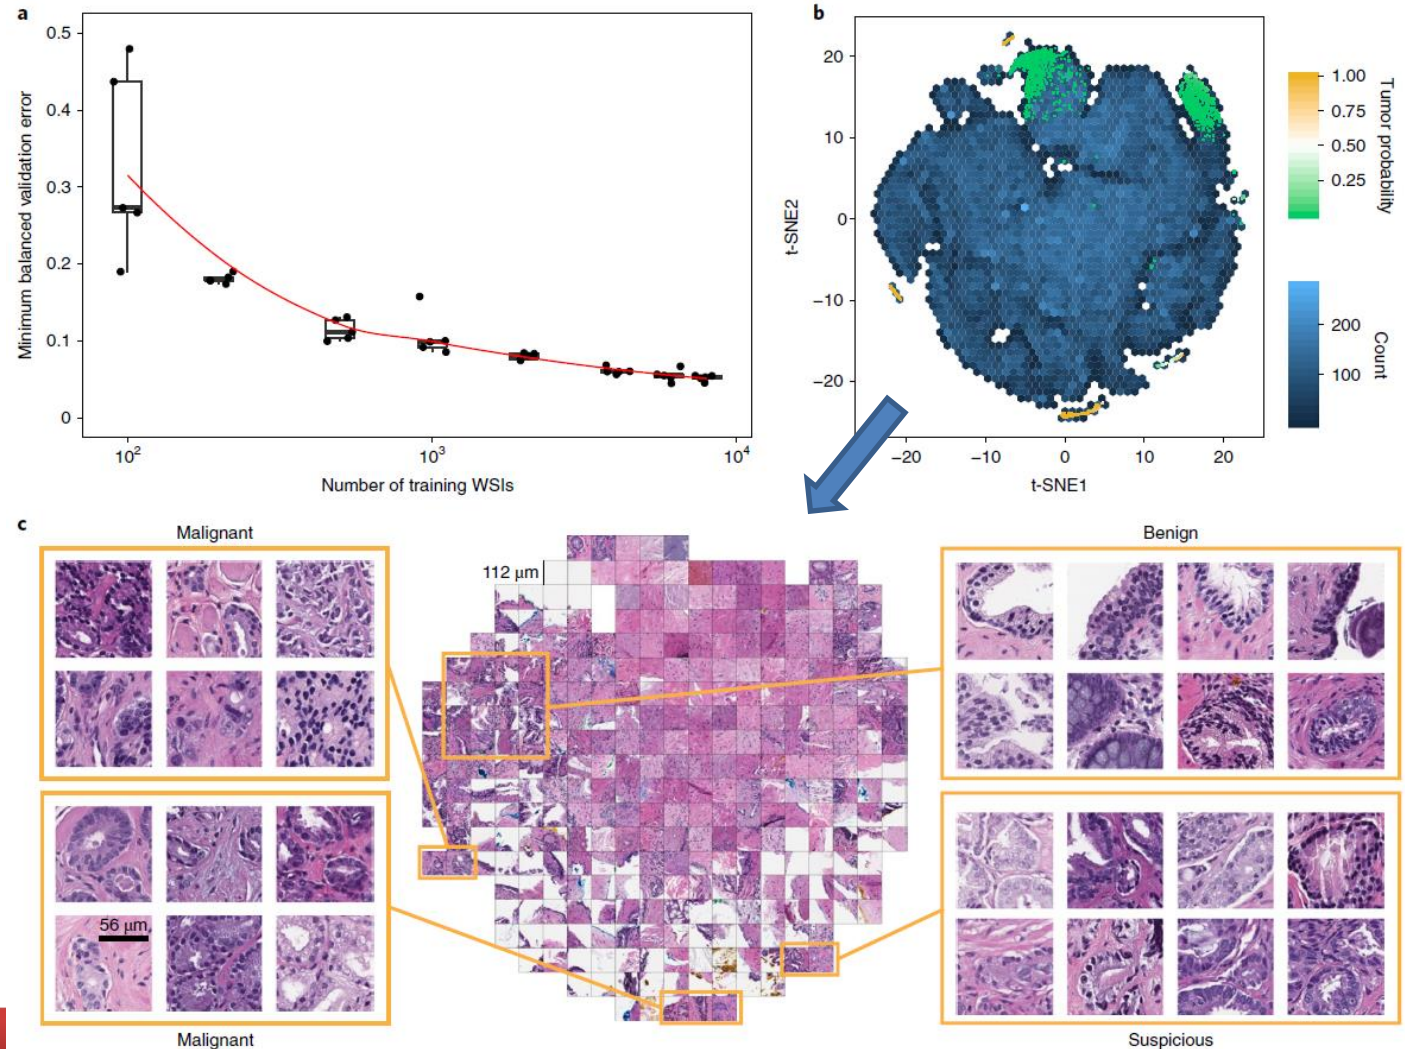 a
Minimum balanced validation error
0.5
0.4
0.3
0.2
0.1
0
10²
10³
10⁴
Number of training WSIs
b
t-SNE2
20
10
0
−10
−20
−20
−10
0
10
20
t-SNE1
1.00
0.75
0.50
0.25
Tumor probability
200
100
Count
c
Malignant
112 µm
Benign
56 µm
Malignant
Suspicious